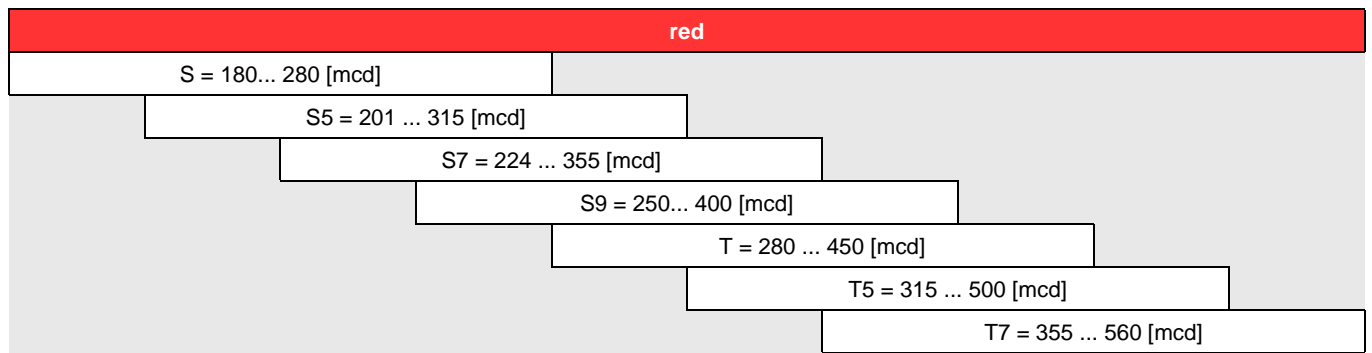 red
S = 180... 280 [mcd]
S5 = 201 ... 315 [mcd]
S7 = 224 ... 355 [mcd]
S9 = 250... 400 [mcd]
T = 280 ... 450 [mcd]
T5 = 315 ... 500 [mcd]
T7 = 355 ... 560 [mcd]